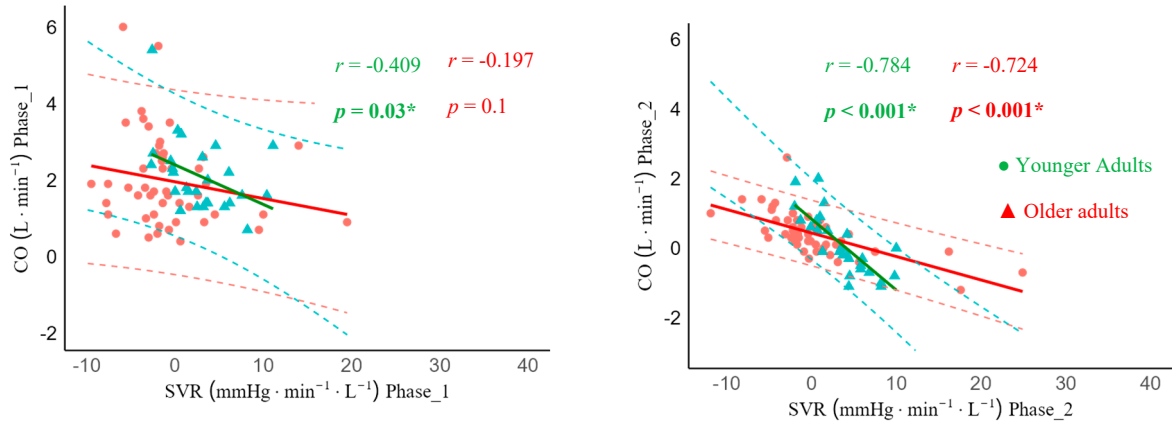 6
4
2
0
-2
CO (L · min⁻¹) Phase_1
r = -0.409
r = -0.197
p = 0.03*
p = 0.1
-10 0 10 20 30 40
SVR (mmHg · min⁻¹ · L⁻¹) Phase_1
6
4
2
0
-2
CO (L · min⁻¹) Phase_2
r = -0.784
r = -0.724
p < 0.001*
p < 0.001*
Younger Adults
Older adults
-10 0 10 20 30 40
SVR (mmHg · min⁻¹ · L⁻¹) Phase_2